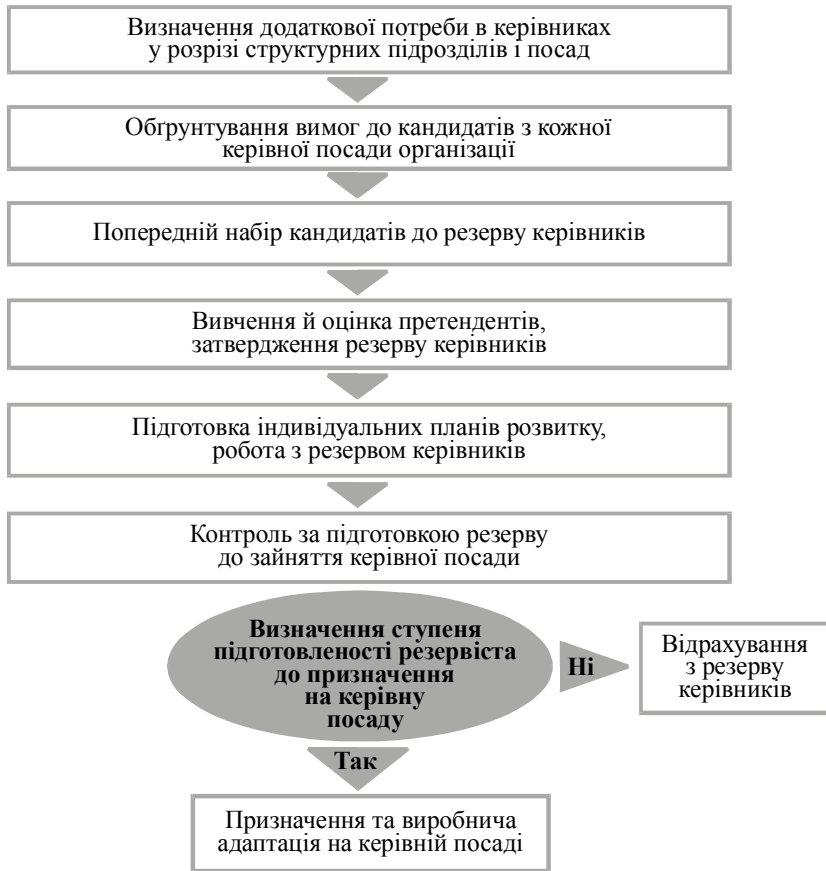 Визначення додаткової потреби в керівниках
у розрізі структурних підрозділів і посад
Обґрунтування вимог до кандидатів з кожної
керівної посади організації
Попередній набір кандидатів до резерву керівників
Вивчення й оцінка претендентів,
затвердження резерву керівників
Підготовка індивідуальних планів розвитку,
робота з резервом керівників
Контроль за підготовкою резерву
до зайняття керівної посади
Визначення ступеня
підготовленості резервіста
до призначення
на керівну
посаду
Ні
Відрахування
з резерву
керівників
Так
Призначення та виробнича
адаптація на керівній посаді